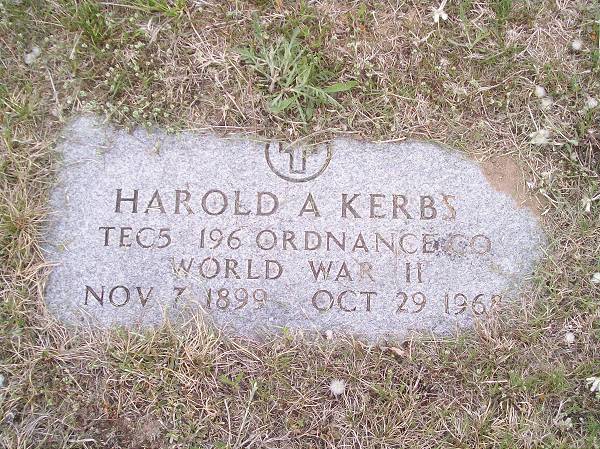 HAROLD A KERBS
TEC5 196 ORDNANCE CO
WORLD WAR II
NOV 7 1899 OCT 29 1968